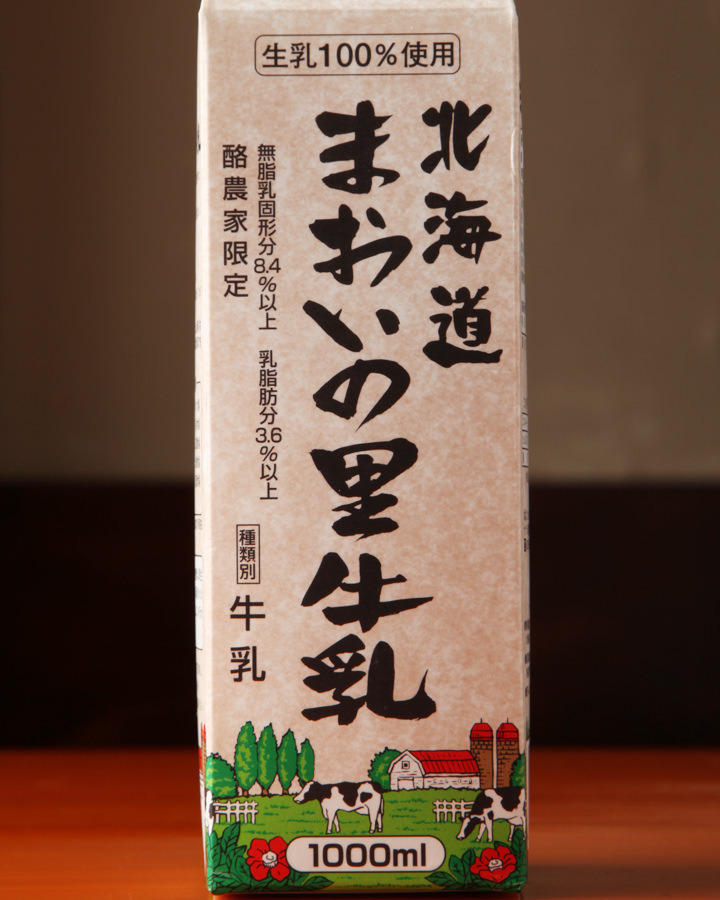 生乳100%使用
北海道
まおいの里牛乳
無脂乳固形分8.4%以上 乳脂肪分3.6%以上
酪農家限定
種類別
牛乳
1000ml